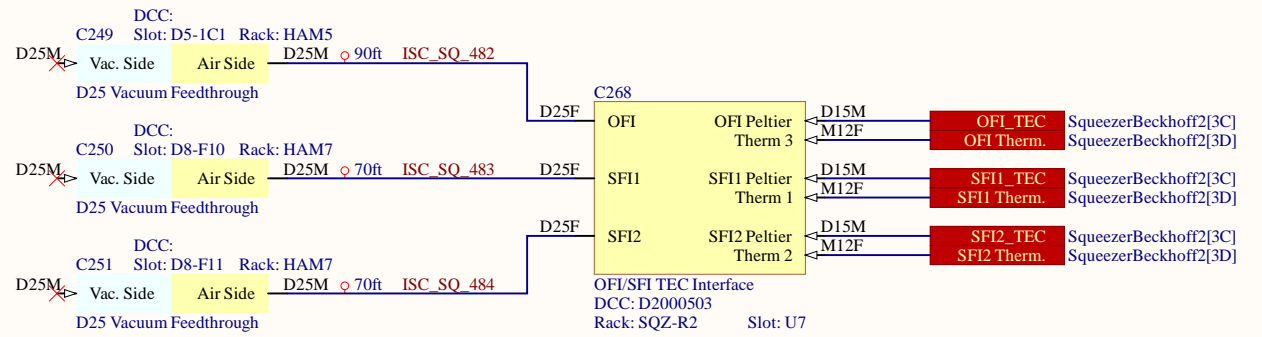 DCC:
C249 Slot: D5-1C1 Rack: HAM5
D25M Vac. Side Air Side D25M 90ft ISC_SQ_482
D25 Vacuum Feedthrough
DCC:
C250 Slot: D8-F10 Rack: HAM7
D25M Vac. Side Air Side D25M 70ft ISC_SQ_483
D25 Vacuum Feedthrough
DCC:
C251 Slot: D8-F11 Rack: HAM7
D25M Vac. Side Air Side D25M 70ft ISC_SQ_484
D25 Vacuum Feedthrough
C268
D25F OFI OFI Peltier D15M OFI_TEC SqueezerBeckhoff2[3C]
Therm 3 M12F OFI Therm. SqueezerBeckhoff2[3D]
D25F SFI1 SFI1 Peltier D15M SFI1_TEC SqueezerBeckhoff2[3C]
Therm 1 M12F SFI1 Therm. SqueezerBeckhoff2[3D]
D25F SFI2 SFI2 Peltier D15M SFI2_TEC SqueezerBeckhoff2[3C]
Therm 2 M12F SFI2 Therm. SqueezerBeckhoff2[3D]
OFI/SFI TEC Interface
DCC: D2000503
Rack: SQZ-R2 Slot: U7